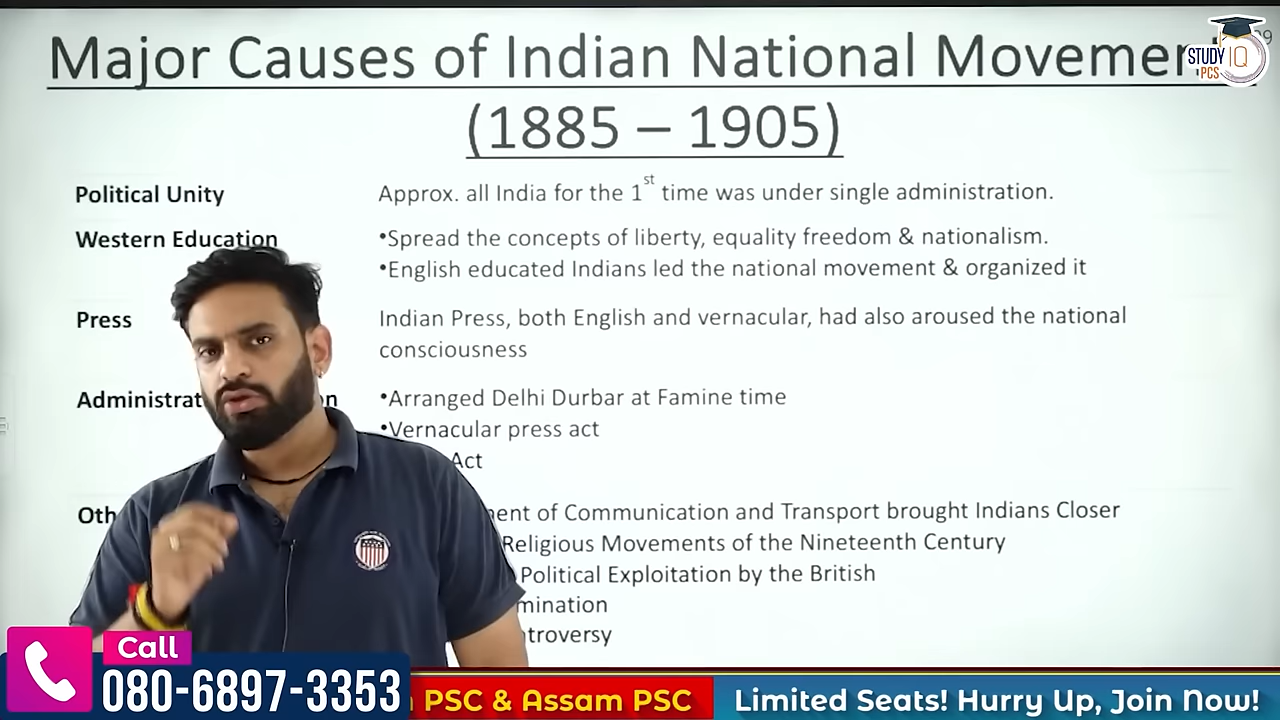 Major Causes of Indian National Movement
(1885 – 1905)
STUDY IQ
PCS
Political Unity
Approx. all India for the 1st time was under single administration.
Western Education
•Spread the concepts of liberty, equality freedom & nationalism.
•English educated Indians led the national movement & organized it
Press
Indian Press, both English and vernacular, had also aroused the national
consciousness
•Arranged Delhi Durbar at Famine time
•Vernacular press act
Act
of Communication and Transport brought Indians Closer
Religious Movements of the Nineteenth Century
Political Exploitation by the British
Call
080-6897-3353
PSC & Assam PSC
Limited Seats! Hurry Up, Join Now!